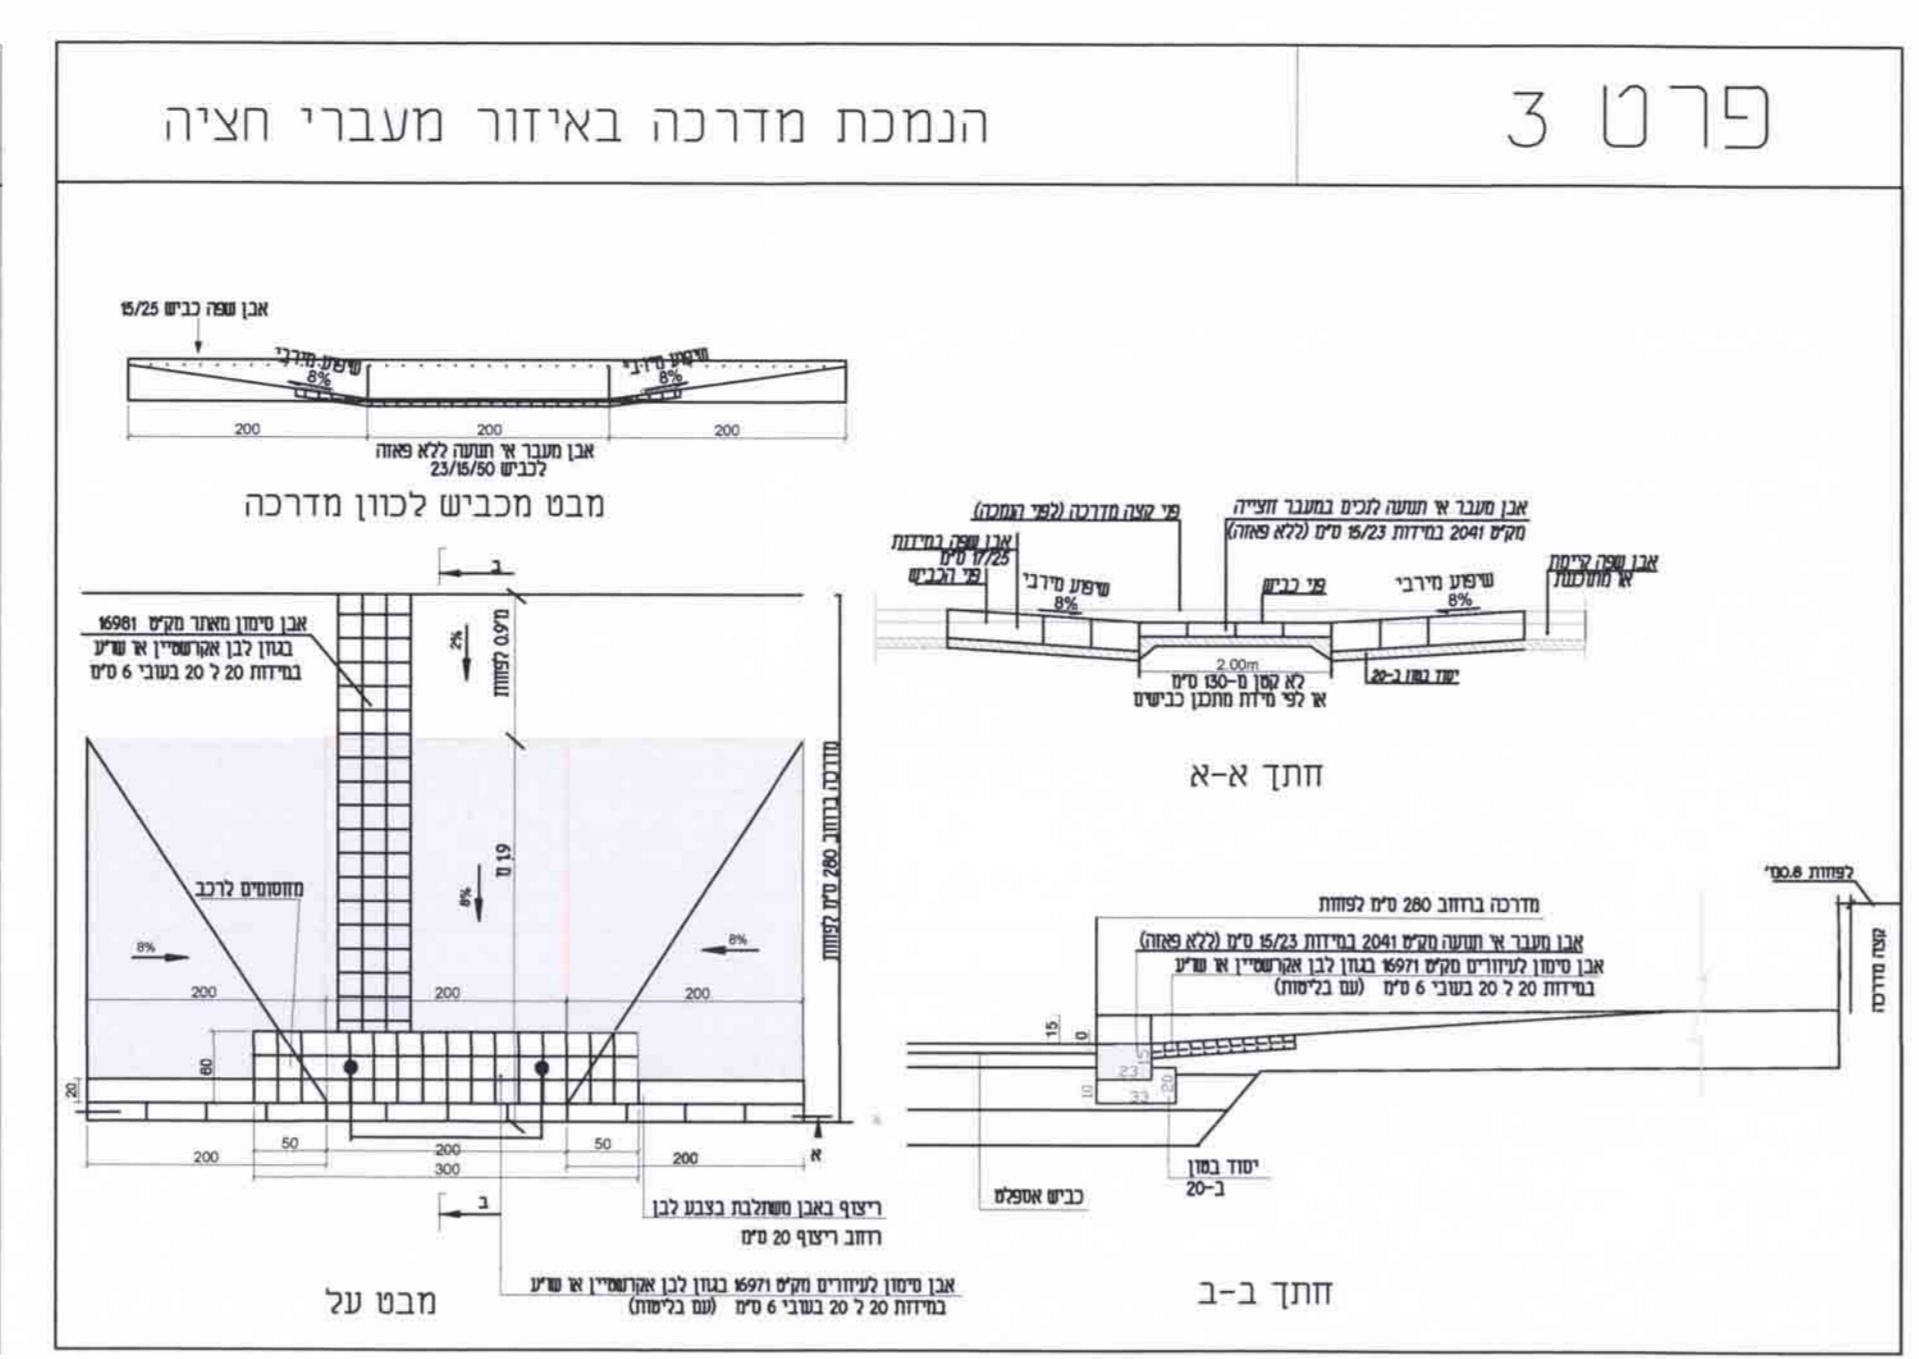 פרט 3
הנמכת מדרכה באיזור מעברי חציה
אבן שפה כביש 15/25
שיפוע מירבי
8%
שיפוע מירבי
8%
200
200
200
אבן מעבר אי תנועה ללא פאזה
לכביש 23/15/50
מבט מכביש לכוון מדרכה
ב
אבן סימון מאתר מק"ט 16981
בגוון לבן אקרשטיין או שו"ע
במידות 20 ל 20 בעובי 6 ס"מ
2%
0.9מ' לפחות
מדרכה ברוחב 280 ס"מ לפחות
מחסומים לרכב
8%
8%
8%
200
200
200
60
20
50
200
50
200
300
200
א
ב
ריצוף באבן משתלבת בצבע לבן
רוחב ריצוף 20 ס"מ
אבן סימון לעיוורים מק"ט 16971 בגוון לבן אקרשטיין או שו"ע
במידות 20 ל 20 בעובי 6 ס"מ (עם בליטות)
מבט על
פני קצה מדרכה (לפני הנמכה)
אבן מעבר אי תנועה לנכים במעבר חצייה
מק"ט 2041 במידות 15/23 ס"מ (ללא פאזה)
אבן שפה במידות
17/25 ס"מ
פני הכביש
שיפוע מירבי
8%
פני כביש
שיפוע מירבי
8%
אבן שפה קיימת
או מתוכננת
2.00m
לא קטן מ-130 ס"מ
או לפי מידת מתכנן כבישים
יסוד בטון ב-20
חתך א-א
לפחות 0.8מ'
קצה מדרכה
מדרכה ברוחב 280 ס"מ לפחות
אבן מעבר אי תנועה מק"ט 2041 במידות 15/23 ס"מ (ללא פאזה)
אבן סימון לעיוורים מק"ט 16971 בגוון לבן אקרשטיין או שו"ע
במידות 20 ל 20 בעובי 6 ס"מ (עם בליטות)
15
0
15
23
10
33
20
יסוד בטון
ב-20
כביש אספלט
חתך ב-ב